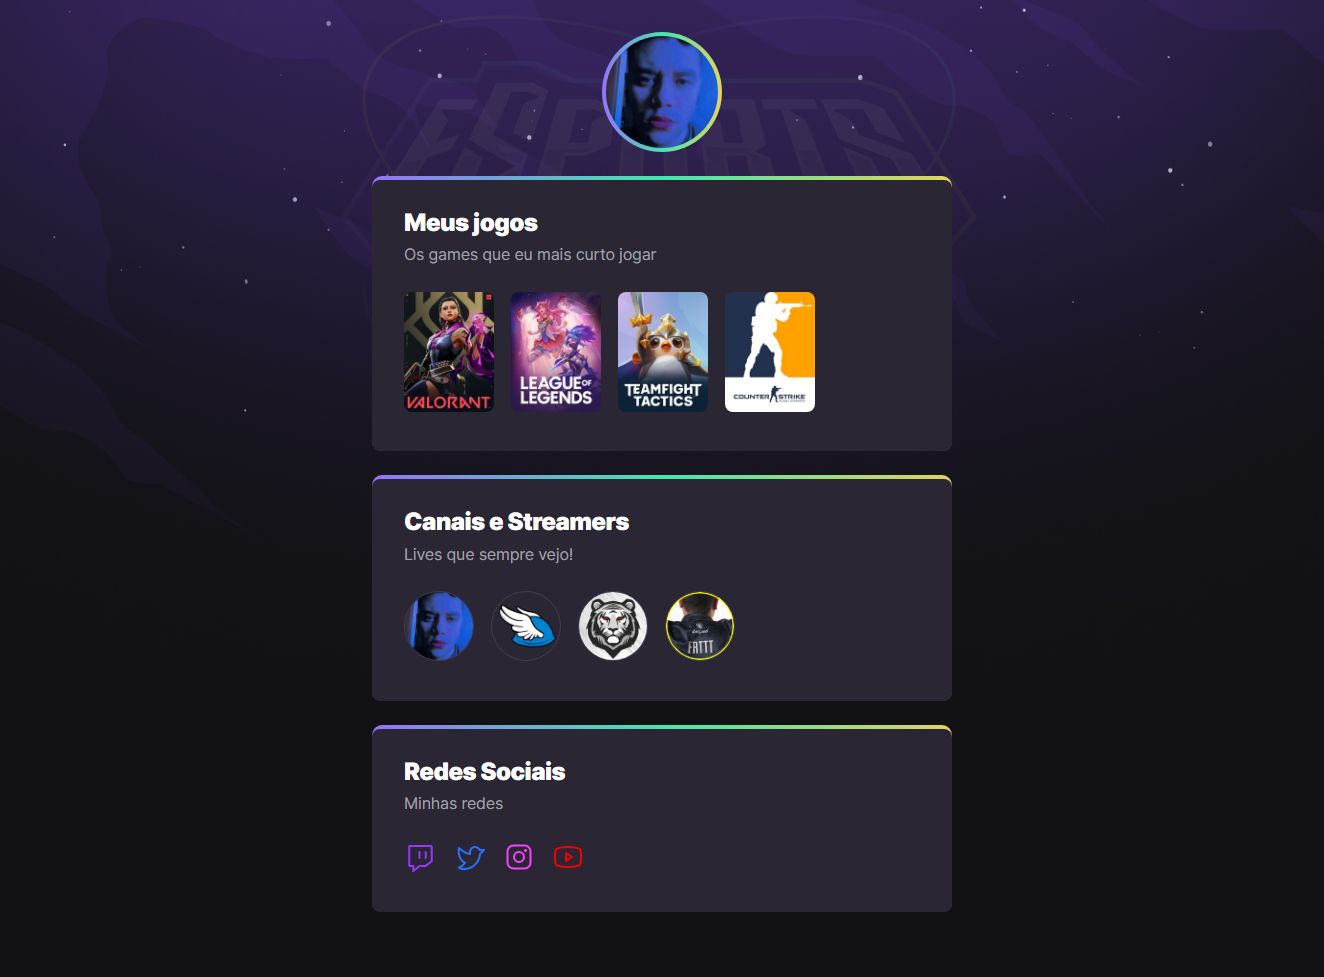 ESPORTS
Meus jogos
Os games que eu mais curto jogar
VALORANT
LEAGUE OF
LEGENDS
TEAMFIGHT
TACTICS
COUNTER STRIKE
Canais e Streamers
Lives que sempre vejo!
FRTTT
Redes Sociais
Minhas redes